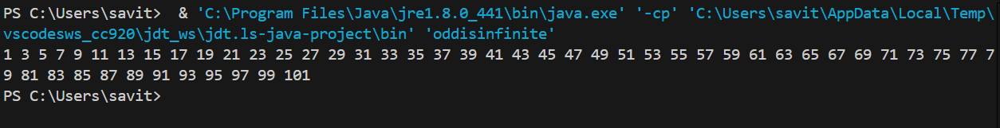 PS C:\Users\savit>  & 'C:\Program Files\Java\jre1.8.0_441\bin\java.exe' '-cp' 'C:\Users\savit\AppData\Local\Temp\
vscodesws_cc920\jdt_ws\jdt.ls-java-project\bin' 'oddisinfinite'
1 3 5 7 9 11 13 15 17 19 21 23 25 27 29 31 33 35 37 39 41 43 45 47 49 51 53 55 57 59 61 63 65 67 69 71 73 75 77 7
9 81 83 85 87 89 91 93 95 97 99 101
PS C:\Users\savit>